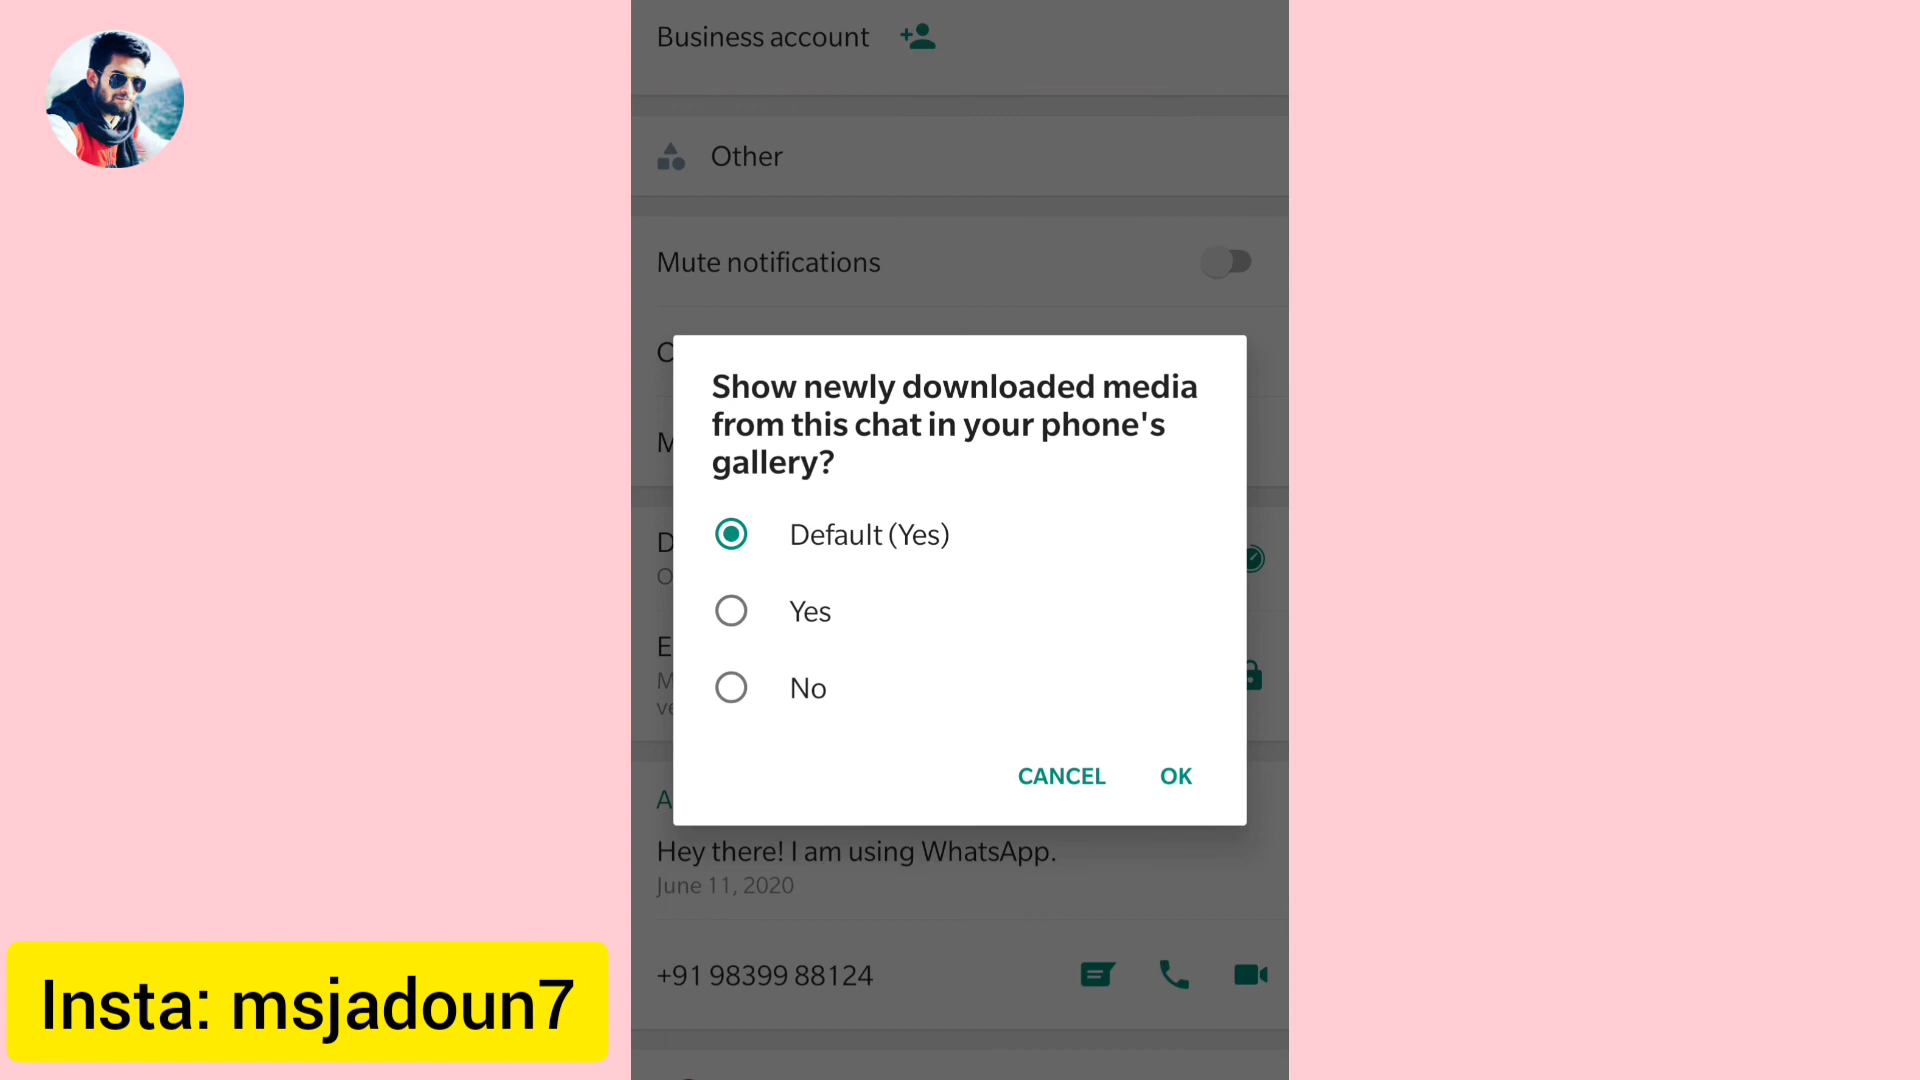 Business account
Other
Mute notifications
Show newly downloaded media
from this chat in your phone's
gallery?
Default (Yes)
Yes
No
CANCEL OK
Hey there! I am using WhatsApp.
June 11, 2020
+91 98399 88124
Insta: msjadoun7